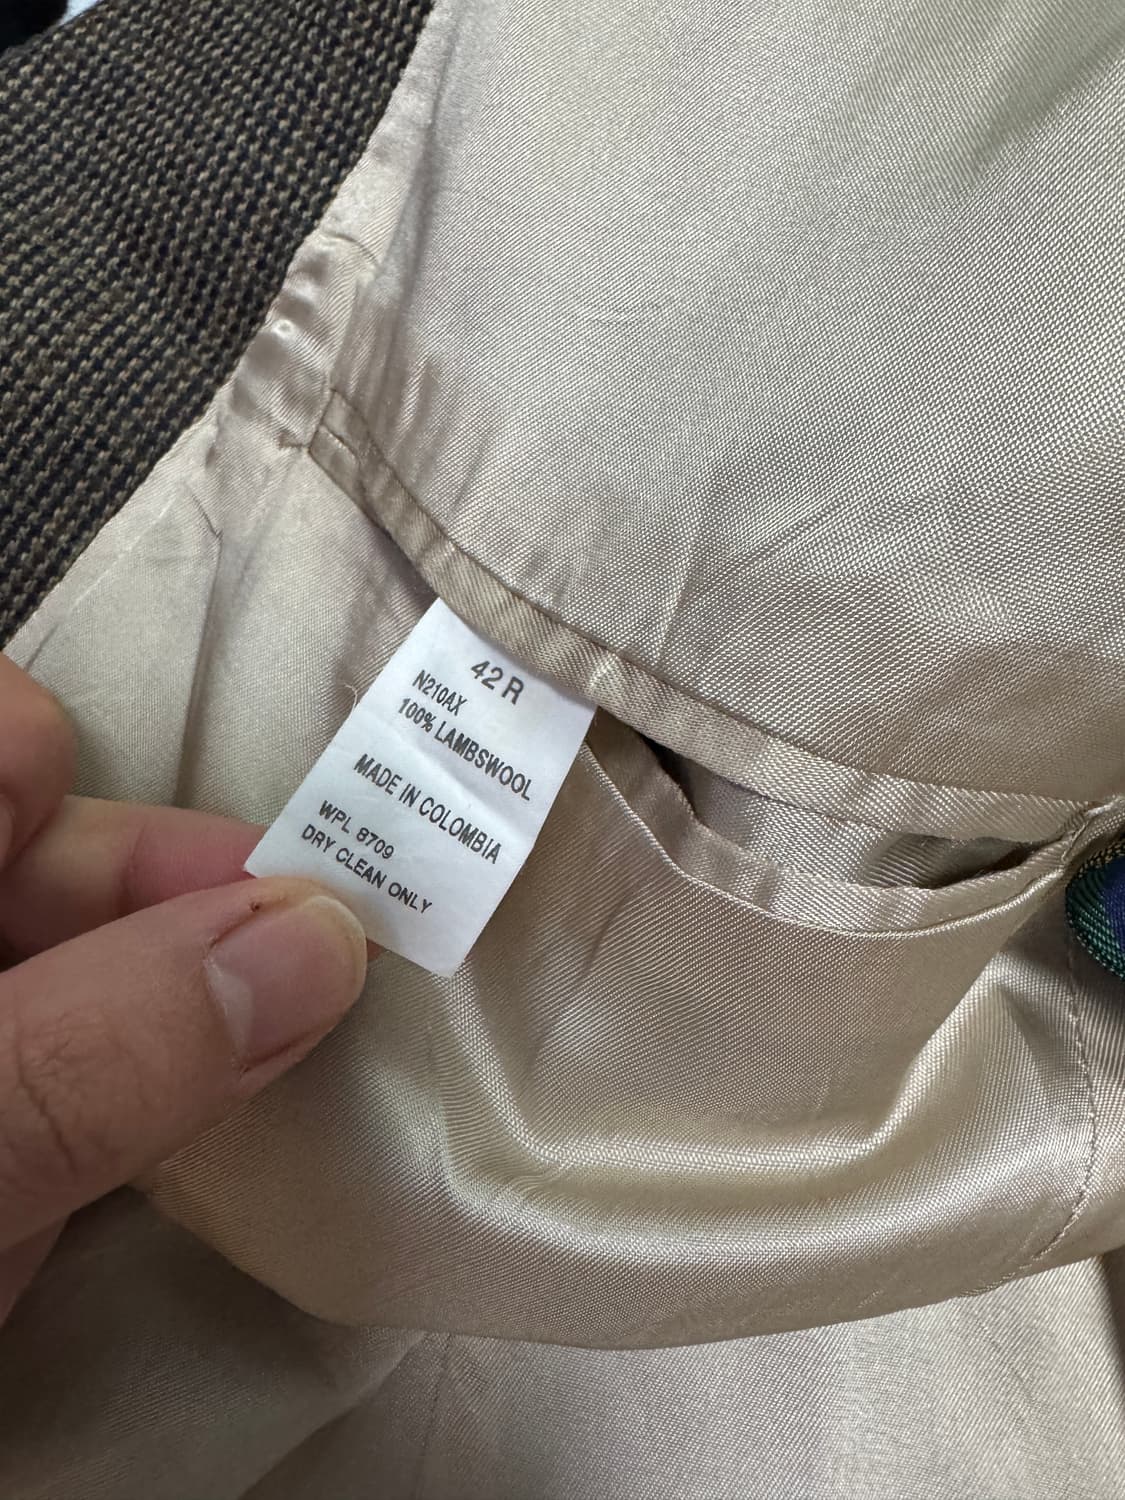 42 R
N210AX
100% LAMBSWOOL
MADE IN COLOMBIA
WPL 8709
DRY CLEAN ONLY